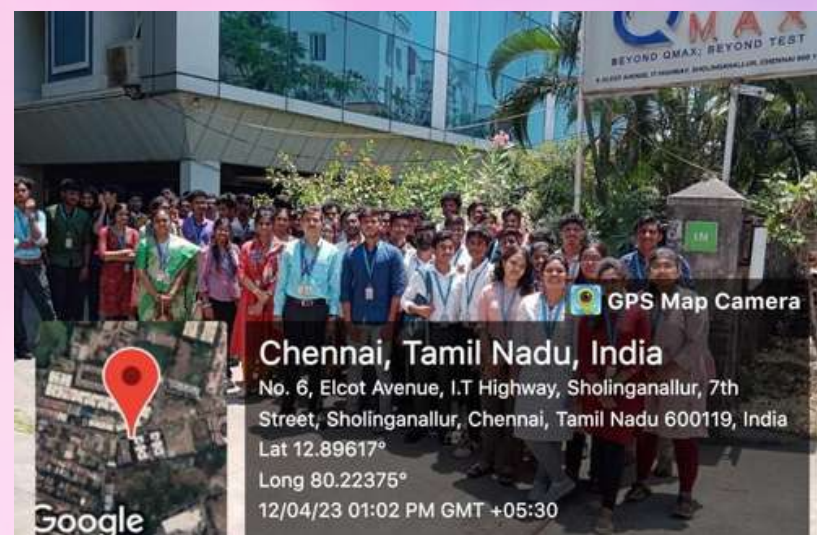 QMAX
BEYOND QMAX; BEYOND TEST
IN
GPS Map Camera
Chennai, Tamil Nadu, India
No. 6, Elcot Avenue, I.T Highway, Sholinganallur, 7th
Street, Sholinganallur, Chennai, Tamil Nadu 600119, India
Lat 12.89617°
Long 80.22375°
12/04/23 01:02 PM GMT +05:30
Google